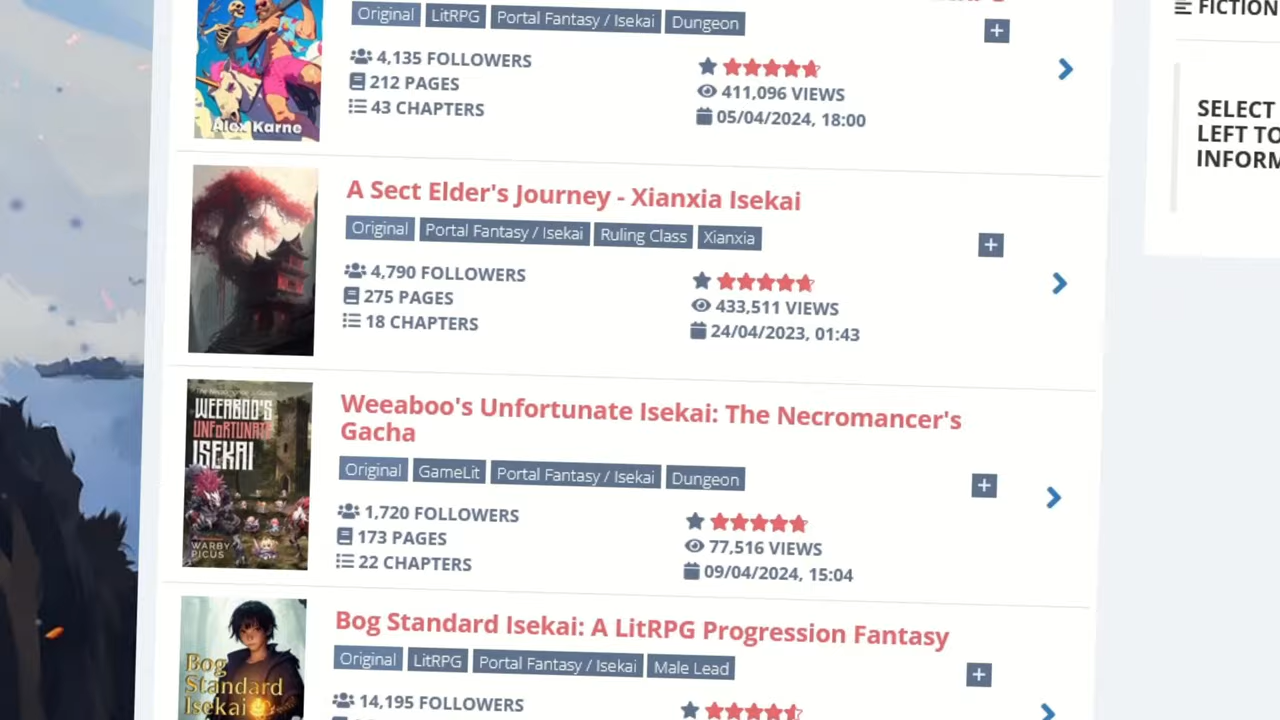 Original LitRPG Portal Fantasy / Isekai Dungeon
4,135 FOLLOWERS
212 PAGES
411,096 VIEWS
43 CHAPTERS
05/04/2024, 18:00
Alex Karne
A Sect Elder's Journey - Xianxia Isekai
Original Portal Fantasy / Isekai Ruling Class Xianxia
4,790 FOLLOWERS
275 PAGES
433,511 VIEWS
18 CHAPTERS
24/04/2023, 01:43
WEEABOO'S
UNFORTUNATE
ISEKAI
WARBY
PICUS
Weeaboo's Unfortunate Isekai: The Necromancer's
Gacha
Original GameLit Portal Fantasy / Isekai Dungeon
1,720 FOLLOWERS
173 PAGES
77,516 VIEWS
22 CHAPTERS
09/04/2024, 15:04
Bog
Standard
Isekai
Bog Standard Isekai: A LitRPG Progression Fantasy
Original LitRPG Portal Fantasy / Isekai Male Lead
14,195 FOLLOWERS
FICTION
SELECT
LEFT TO
INFORM